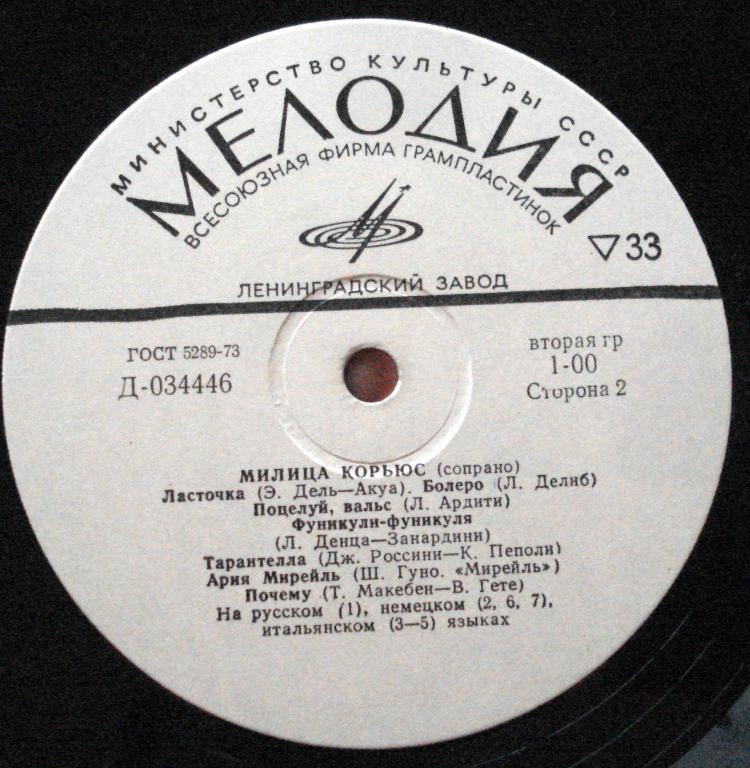 МИНИСТЕРСТВО КУЛЬТУРЫ СССР
МЕЛОДИЯ
ВСЕСОЮЗНАЯ ФИРМА ГРАМПЛАСТИНОК
33
ЛЕНИНГРАДСКИЙ ЗАВОД
ГОСТ 5289-73
Д-034446
вторая гр
1-00
Сторона 2
МИЛИЦА КОРЬЮС (сопрано)
Ласточка (Э. Дель—Акуа). Болеро (Л. Делиб)
Поцелуй, вальс (Л. Ардити)
Фуникули-фуникуля
(Л. Денца—Занардини)
Тарантелла (Дж. Россини—К. Пеполи)
Ария Мирейль (Ш. Гуно. «Мирейль»)
Почему (Т. Макебен—В. Гете)
На русском (1), немецком (2, 6, 7),
итальянском (3—5) языках